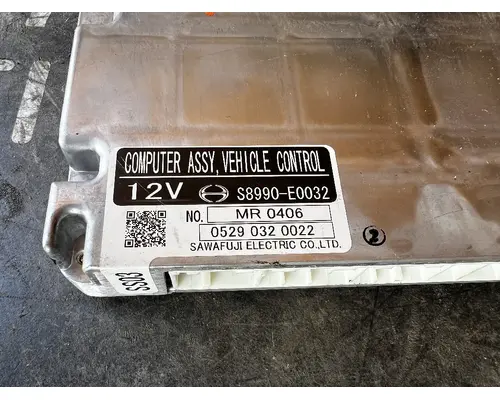 COMPUTER ASSY, VEHICLE CONTROL
12V S8990-E0032
NO. MR 0406
0529 032 0022
SAWAFUJI ELECTRIC CO., LTD.
2